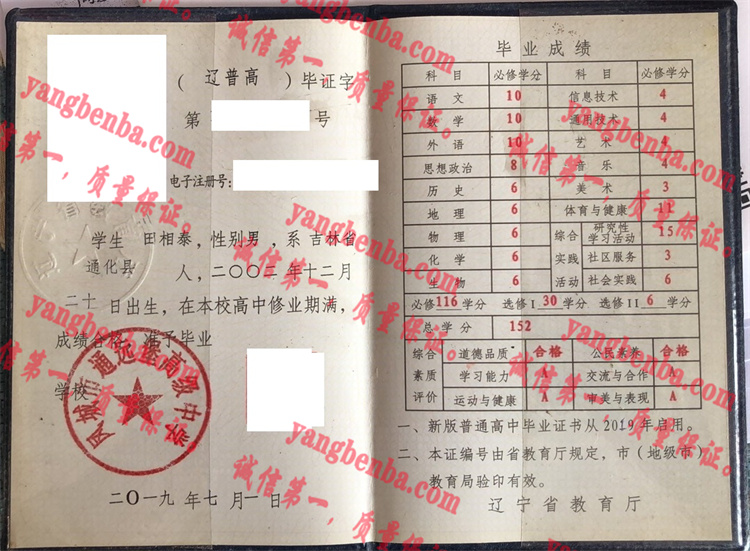 (辽普高)毕证字
第 号
电子注册号:
学生 田相泰,性别男,系吉林省
通化县 人,二〇〇二年十二月
二十日出生,在本校高中修业期满,
成绩合格,准予毕业
学校
凤城市通远堡高级中学
二〇一九年七月一日
毕业成绩
科目 必修学分 科目 必修学分
语文 10 信息技术 4
数学 10 通用技术 4
外语 10 艺术
思想政治 8 音乐 4
历史 6 美术 3
地理 6 体育与健康 11
物理 6 综合 研究性学习活动 15
化学 6 实践 社区服务 3
生物 6 活动 社会实践 6
必修116学分 选修I 30学分 选修II 6学分
总学分 152
综合 道德品质 合格 公民素养 合格
素质 学习能力 A 交流与合作 A
评价 运动与健康 A 审美与表现 A
一、新版普通高中毕业证书从2019年启用。
二、本证编号由省教育厅规定,市(地级市)
教育局验印有效。
辽宁省教育厅
yangbenba.com
诚信第一,质量保证。